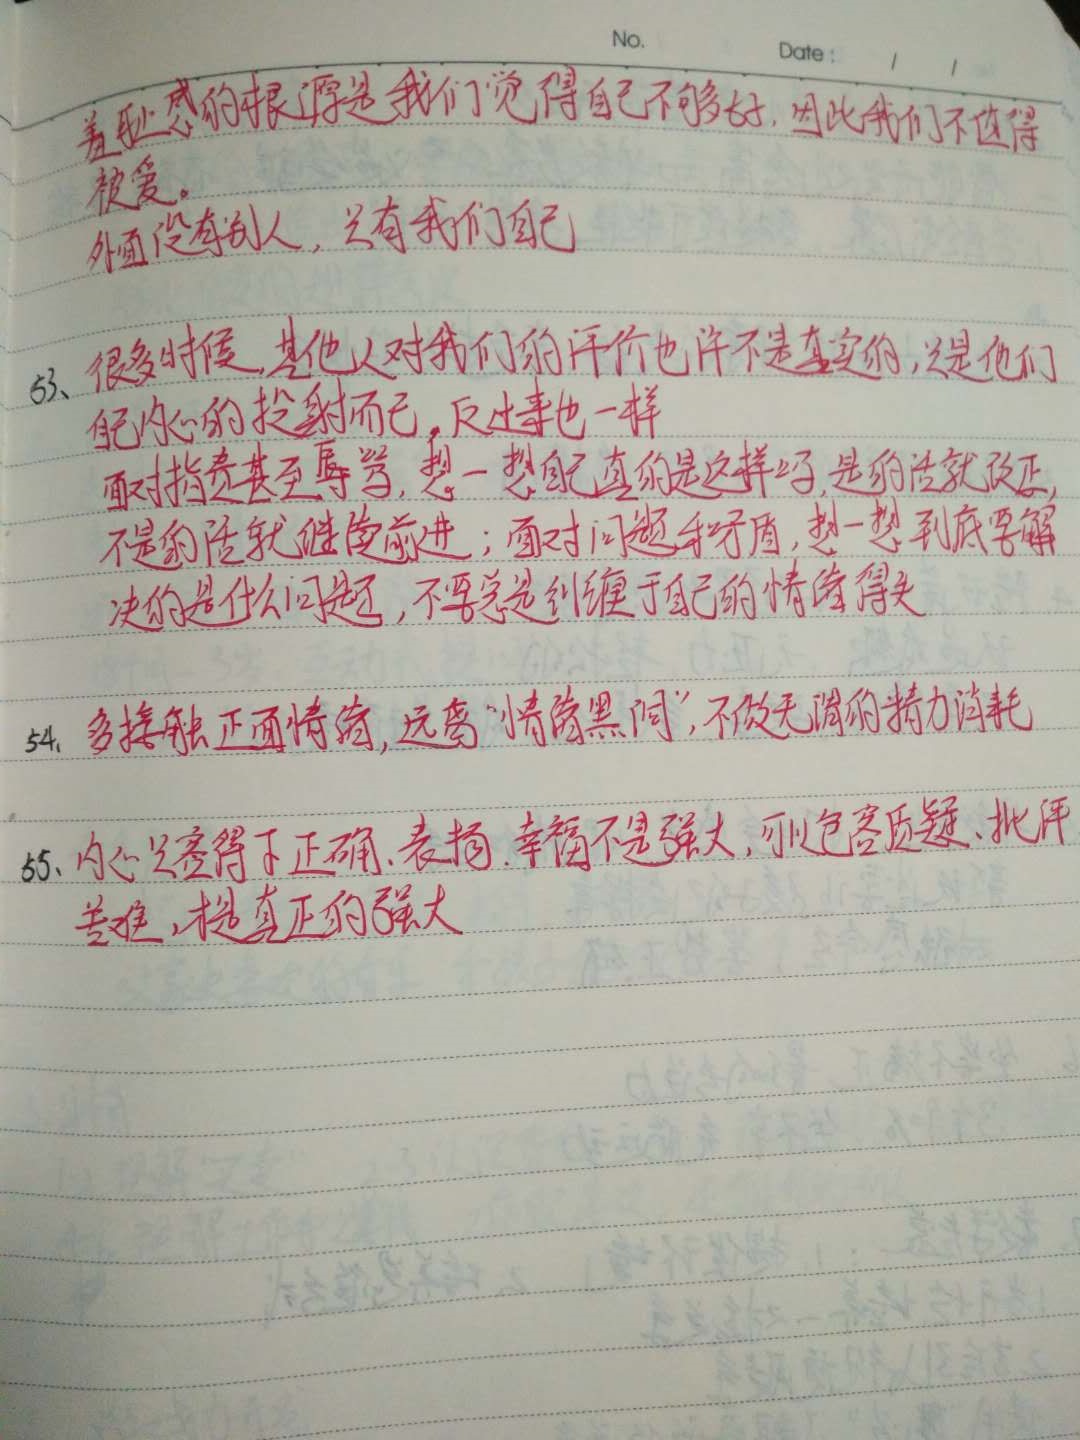 No.
Date: / /
羞耻感的根源是我们觉得自己不够好,因此我们不值得
被爱。
外面没有别人,只有我们自己
53、很多时候,其他人对我们的评价也许不是真实的,只是他们
自己内心的投射而已。反过来也一样
面对指责甚至辱骂,想一想自己真的是这样吗,是的话就改正,
不是的话就继续前进;面对问题和矛盾,想一想到底要解
决的是什么问题,不要总是纠缠于自己的情绪得失
54、多接触正面情绪,远离“情绪黑洞”,不做无谓的精力消耗
55、内心只容得下正确、表扬、幸福不是强大,可以包容质疑、批评
苦难,才是真正的强大